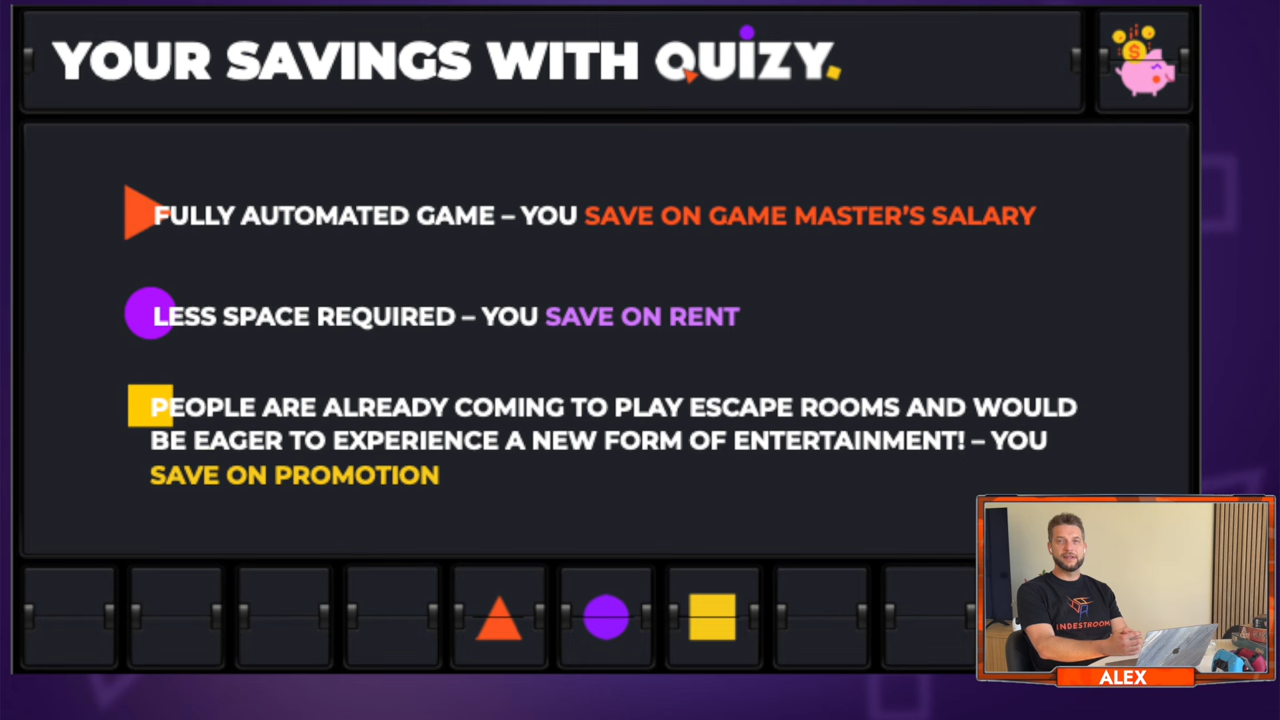 YOUR SAVINGS WITH QUIZY.
FULLY AUTOMATED GAME – YOU SAVE ON GAME MASTER'S SALARY
LESS SPACE REQUIRED – YOU SAVE ON RENT
PEOPLE ARE ALREADY COMING TO PLAY ESCAPE ROOMS AND WOULD
BE EAGER TO EXPERIENCE A NEW FORM OF ENTERTAINMENT! – YOU
SAVE ON PROMOTION
INDESTROOM
ALEX